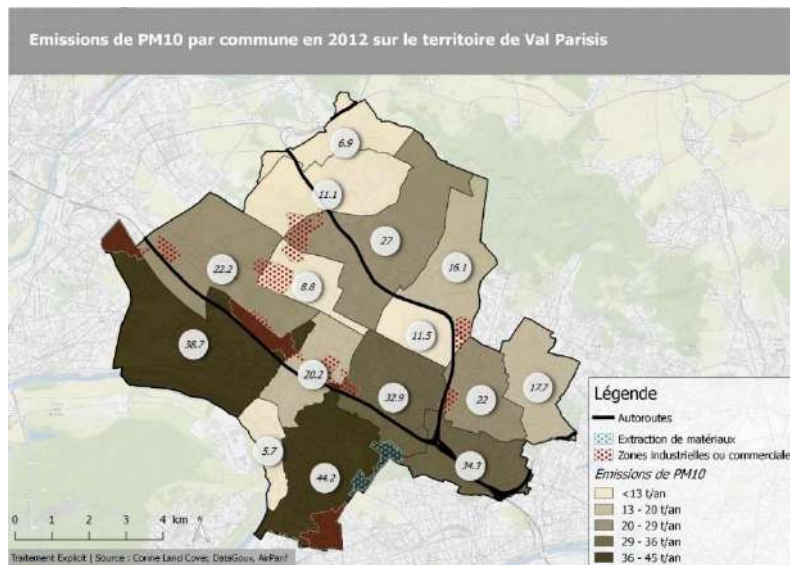 Emissions de PM10 par commune en 2012 sur le territoire de Val Parisis
6.9
11.1
27
16.1
22.2
8.8
11.5
38.7
20.2
32.9
22
17.7
5.7
44.2
34.3
Légende
Autoroutes
Extraction de matériaux
Zones industrielles ou commerciale
Emissions de PM10
<13 t/an
13 - 20 t/an
20 - 29 t/an
29 - 36 t/an
36 - 45 t/an
0 1 2 3 4 km
Traitement Explicit | Source : Corine Land Cover, DataGouv, AirParif